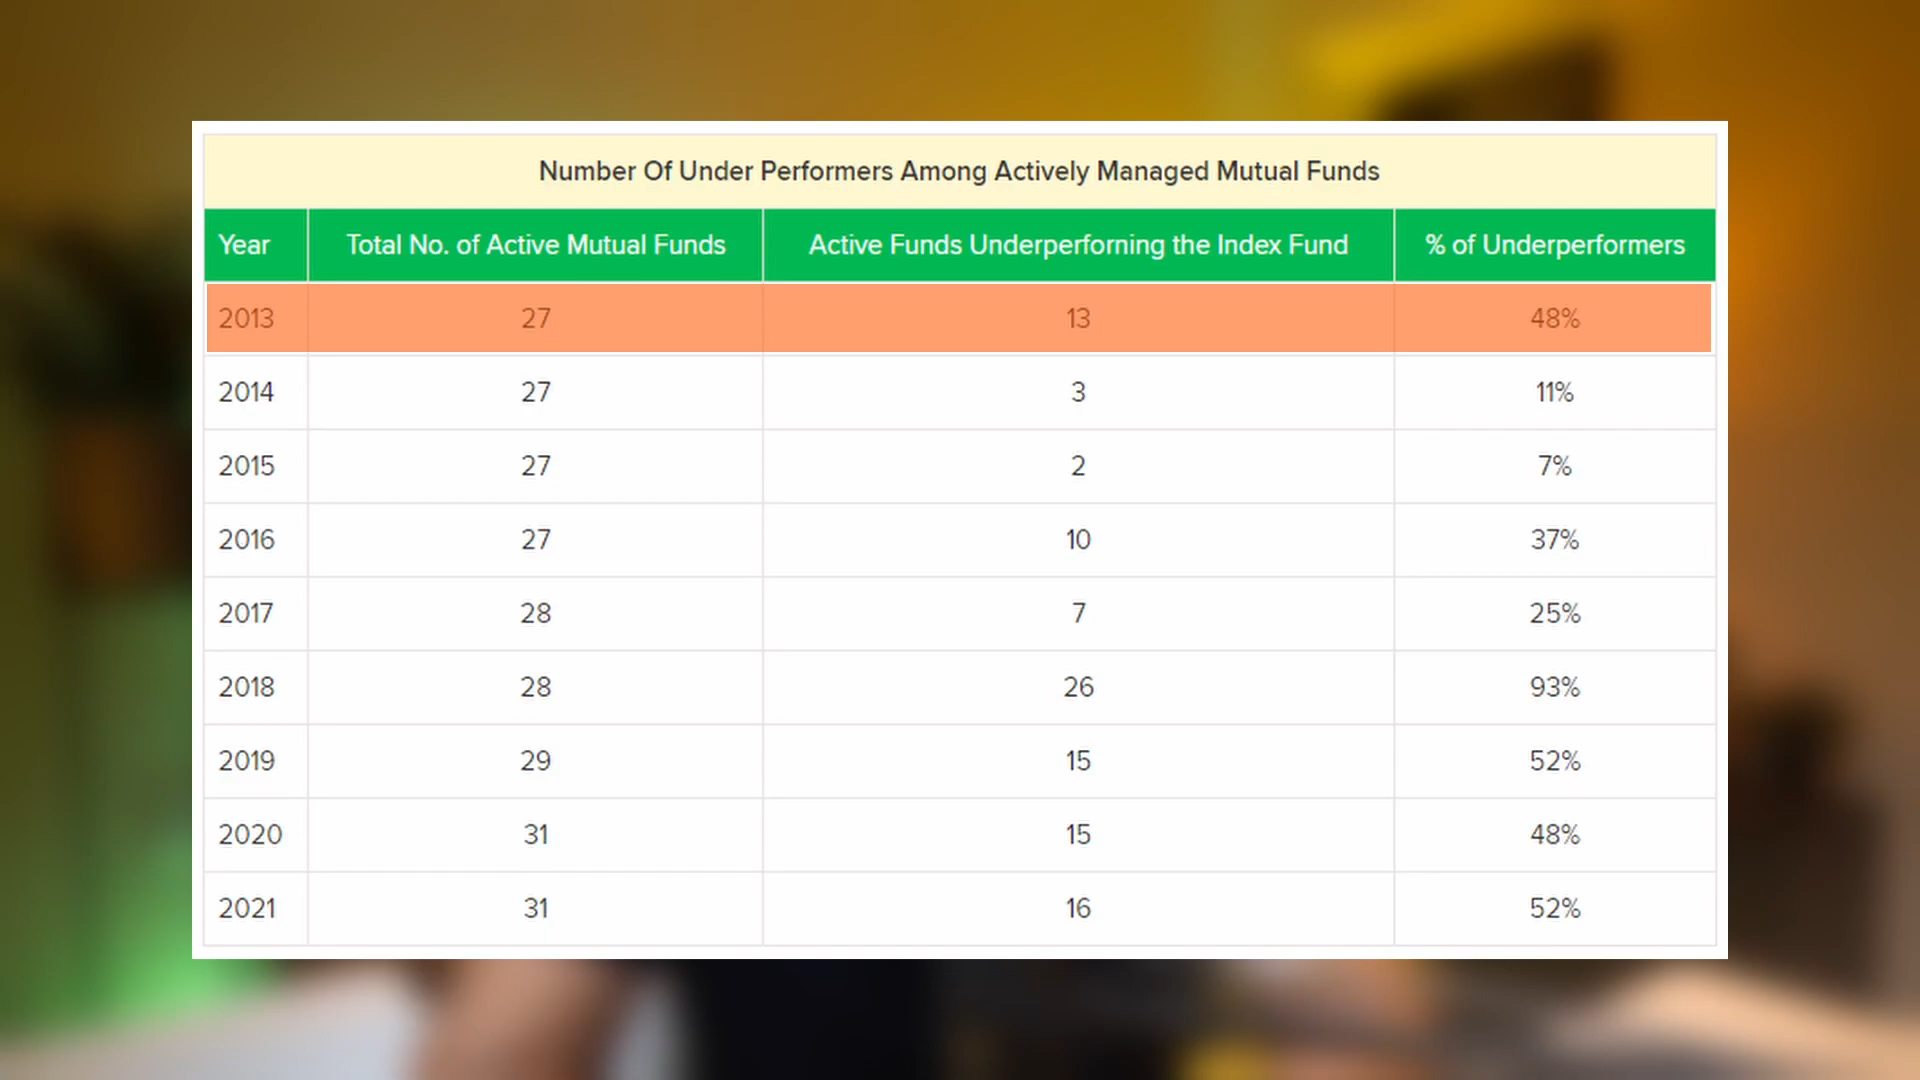 Number Of Under Performers Among Actively Managed Mutual Funds
Year Total No. of Active Mutual Funds Active Funds Underperforning the Index Fund % of Underperformers
2013 27 13 48%
2014 27 3 11%
2015 27 2 7%
2016 27 10 37%
2017 28 7 25%
2018 28 26 93%
2019 29 15 52%
2020 31 15 48%
2021 31 16 52%